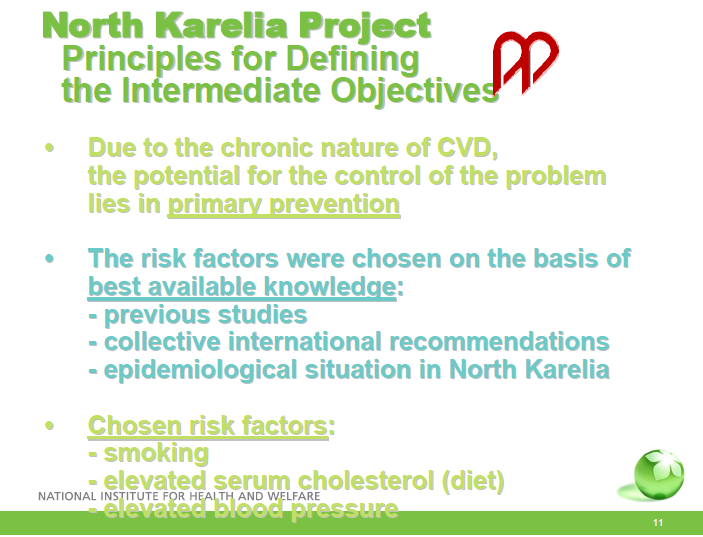 North Karelia Project
Principles for Defining
the Intermediate Objectives
• Due to the chronic nature of CVD,
the potential for the control of the problem
lies in primary prevention
• The risk factors were chosen on the basis of
best available knowledge:
- previous studies
- collective international recommendations
- epidemiological situation in North Karelia
• Chosen risk factors:
- smoking
- elevated serum cholesterol (diet)
NATIONAL INSTITUTE FOR HEALTH AND WELFARE
- elevated blood pressure
11